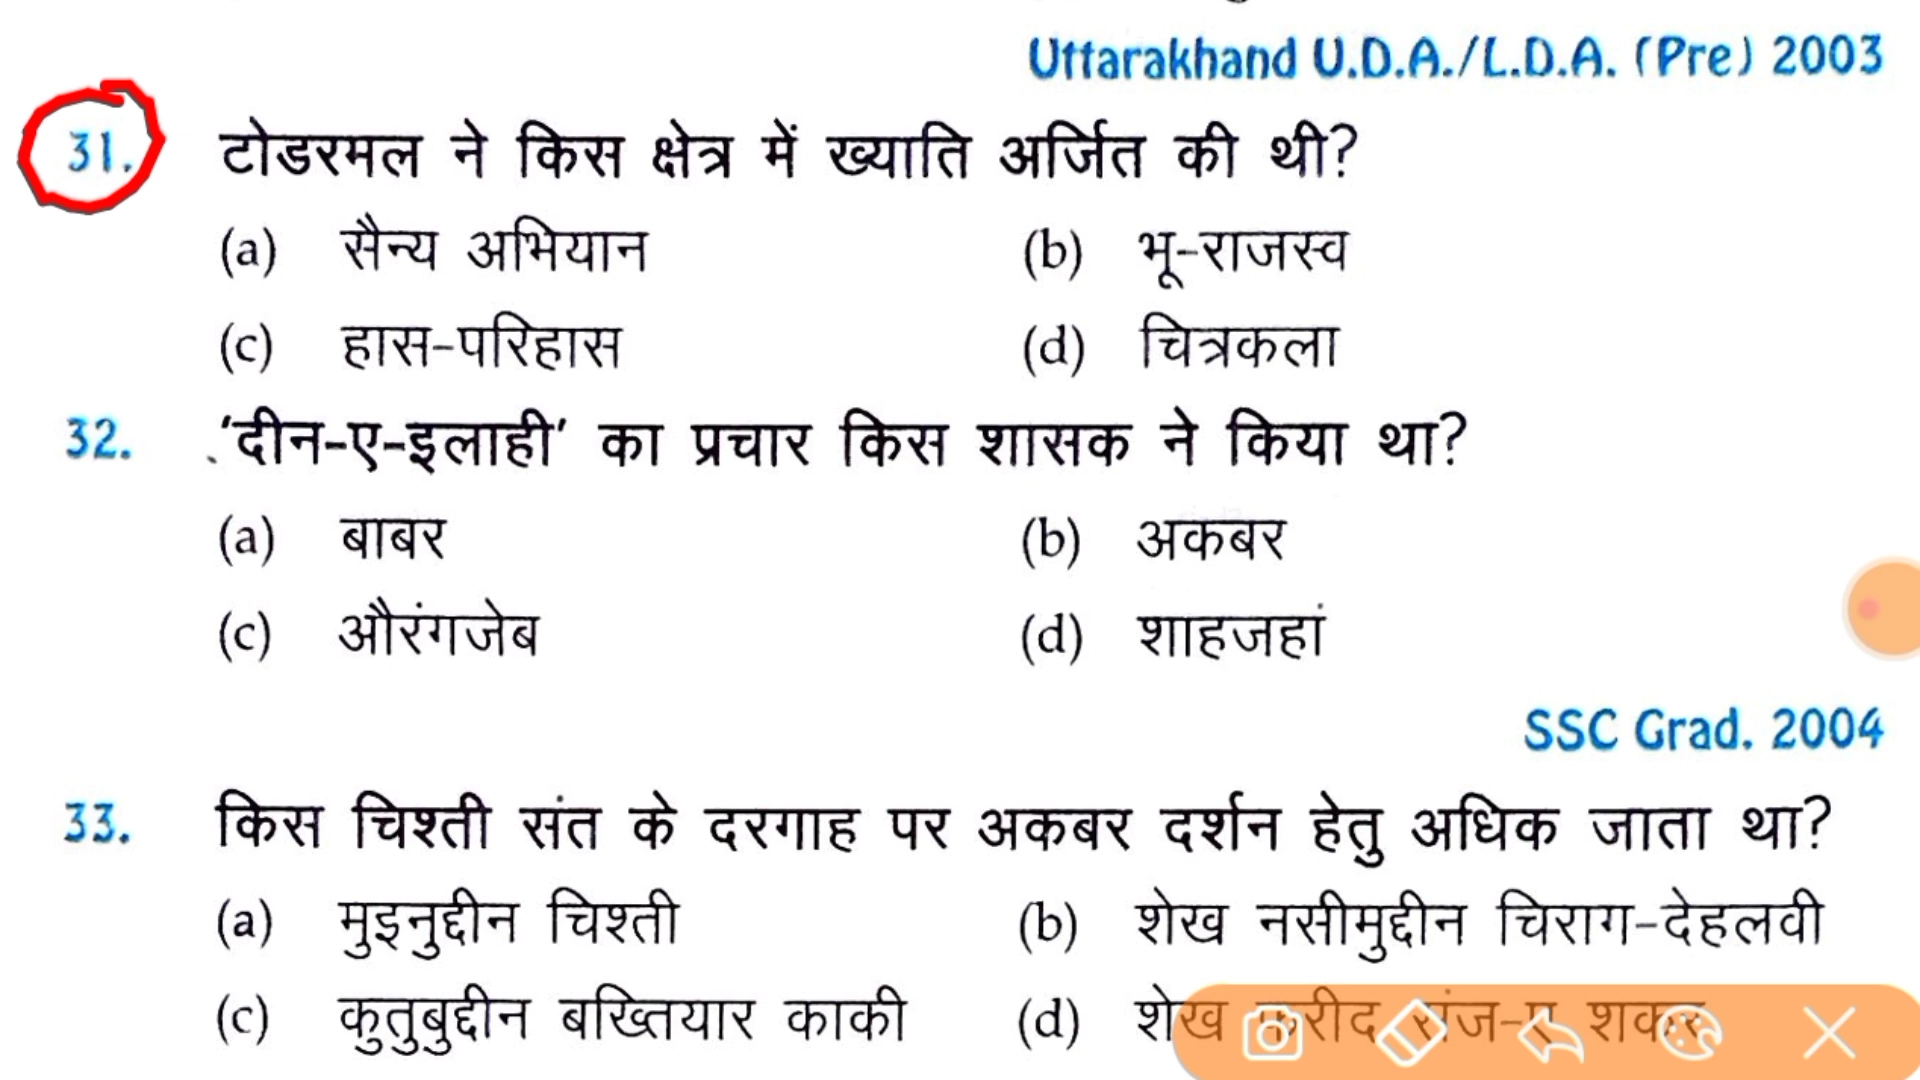 Uttarakhand U.D.A./L.D.A. (Pre) 2003
31. टोडरमल ने किस क्षेत्र में ख्याति अर्जित की थी?
(a) सैन्य अभियान (b) भू-राजस्व
(c) हास-परिहास (d) चित्रकला
32. 'दीन-ए-इलाही' का प्रचार किस शासक ने किया था?
(a) बाबर (b) अकबर
(c) औरंगजेब (d) शाहजहां
SSC Grad. 2004
33. किस चिश्ती संत के दरगाह पर अकबर दर्शन हेतु अधिक जाता था?
(a) मुइनुद्दीन चिश्ती (b) शेख नसीमुद्दीन चिराग-देहलवी
(c) कुतुबुद्दीन बख्तियार काकी (d) शेख